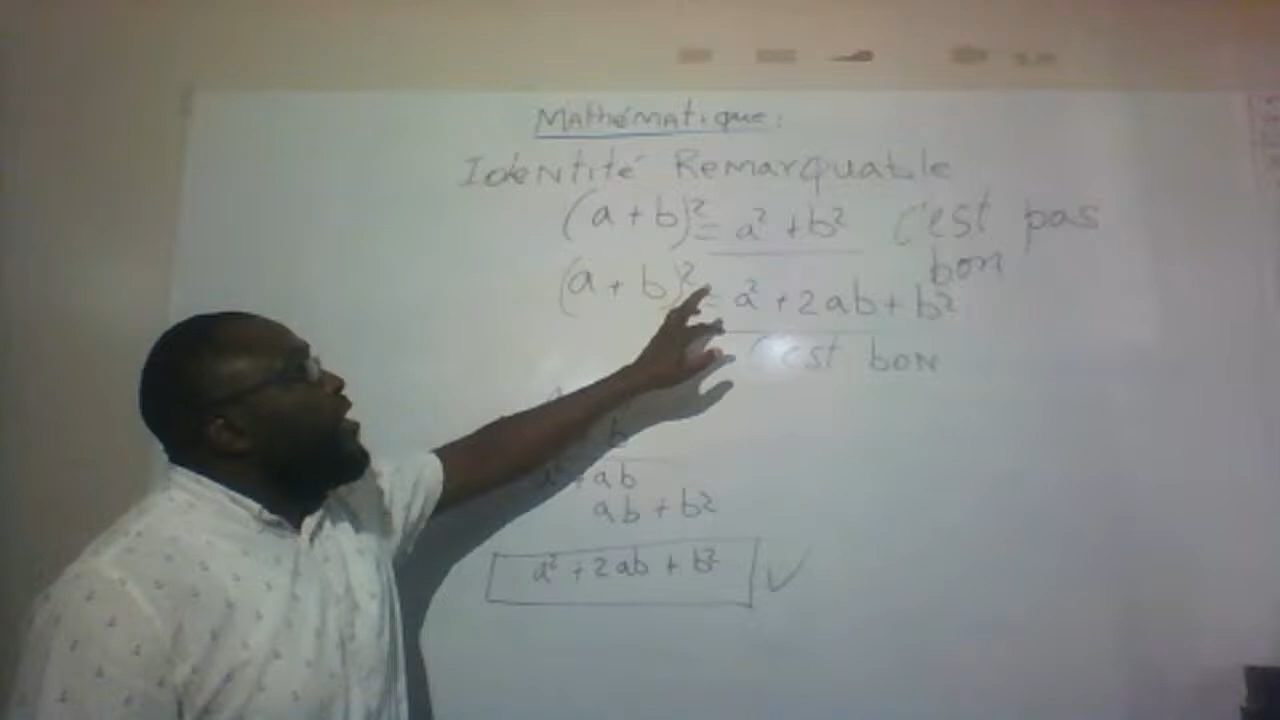 Mathématique:
Identité Remarquable
(a + b)² = a² + b² c'est pas
bon
(a + b)² = a² + 2ab + b²
C'est bon
b
a² + ab
ab + b²
a² + 2ab + b² ✓